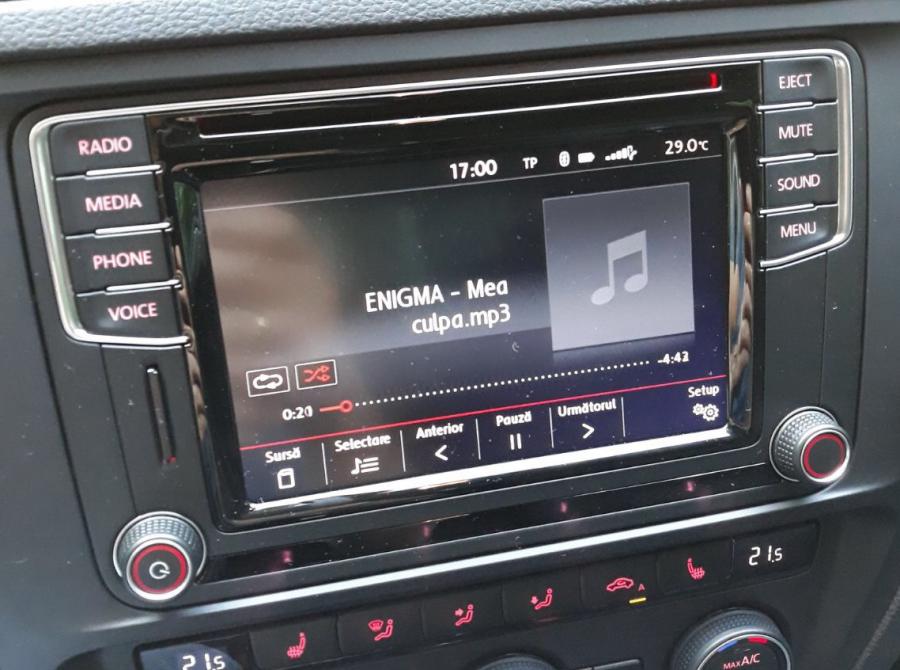 RADIO
MEDIA
PHONE
VOICE
EJECT
MUTE
SOUND
MENU
17:00 TP 29.0°C
ENIGMA - Mea
culpa.mp3
0:20 -4:43
Sursă
Selectare
Anterior
Pauză
Următorul
Setup
21.5
21.5
A
MAX A/C